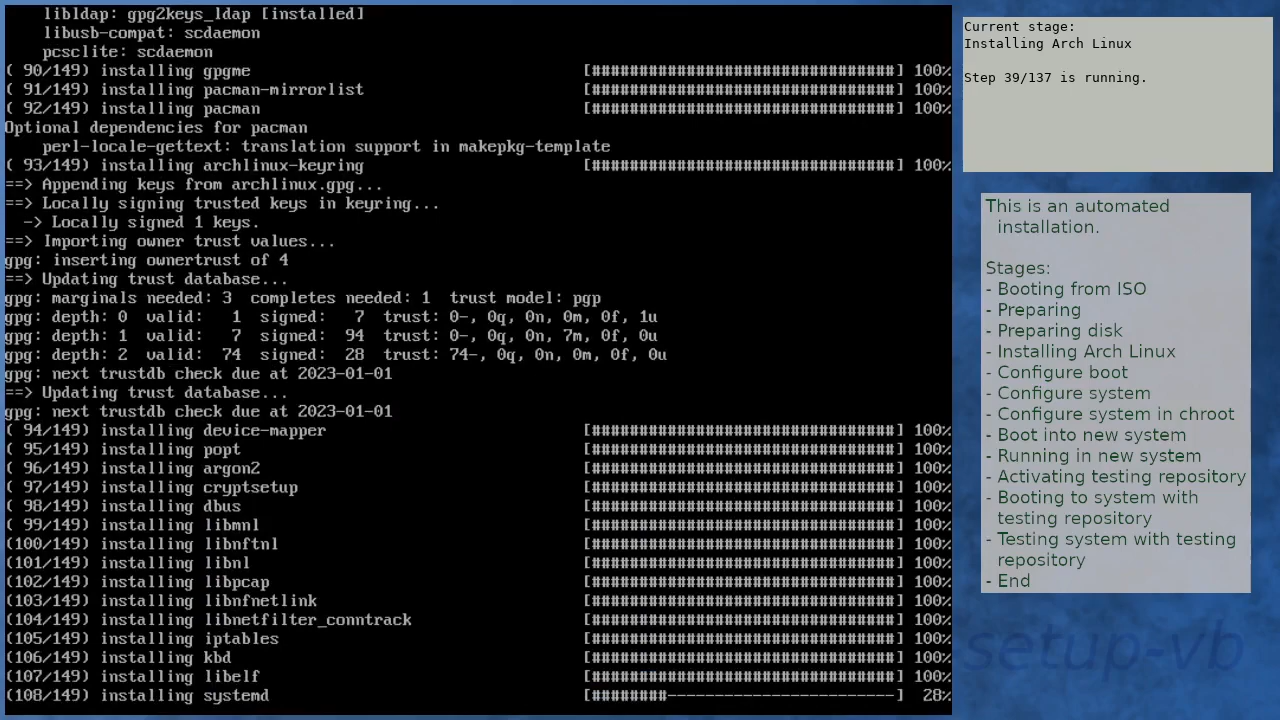 libldap: gpg2keys_ldap [installed]
libusb-compat: scdaemon
pcsclite: scdaemon
( 90/149) installing gpgme [################################] 100%
( 91/149) installing pacman-mirrorlist [################################] 100%
( 92/149) installing pacman [################################] 100%
Optional dependencies for pacman
perl-locale-gettext: translation support in makepkg-template
( 93/149) installing archlinux-keyring [################################] 100%
==> Appending keys from archlinux.gpg...
==> Locally signing trusted keys in keyring...
-> Locally signed 1 keys.
==> Importing owner trust values...
gpg: inserting ownertrust of 4
==> Updating trust database...
gpg: marginals needed: 3 completes needed: 1 trust model: pgp
gpg: depth: 0 valid: 1 signed: 7 trust: 0-, 0q, 0n, 0m, 0f, 1u
gpg: depth: 1 valid: 7 signed: 94 trust: 0-, 0q, 0n, 7m, 0f, 0u
gpg: depth: 2 valid: 74 signed: 28 trust: 74-, 0q, 0n, 0m, 0f, 0u
gpg: next trustdb check due at 2023-01-01
==> Updating trust database...
gpg: next trustdb check due at 2023-01-01
( 94/149) installing device-mapper [################################] 100%
( 95/149) installing popt [################################] 100%
( 96/149) installing argon2 [################################] 100%
( 97/149) installing cryptsetup [################################] 100%
( 98/149) installing dbus [################################] 100%
( 99/149) installing libmnl [################################] 100%
(100/149) installing libnftnl [################################] 100%
(101/149) installing libnl [################################] 100%
(102/149) installing libpcap [################################] 100%
(103/149) installing libnfnetlink [################################] 100%
(104/149) installing libnetfilter_conntrack [################################] 100%
(105/149) installing iptables [################################] 100%
(106/149) installing kbd [################################] 100%
(107/149) installing libelf [################################] 100%
(108/149) installing systemd [########------------------------] 28%
Current stage:
Installing Arch Linux
Step 39/137 is running.
This is an automated
installation.
Stages:
- Booting from ISO
- Preparing
- Preparing disk
- Installing Arch Linux
- Configure boot
- Configure system
- Configure system in chroot
- Boot into new system
- Running in new system
- Activating testing repository
- Booting to system with
testing repository
- Testing system with testing
repository
- End
setup-vb